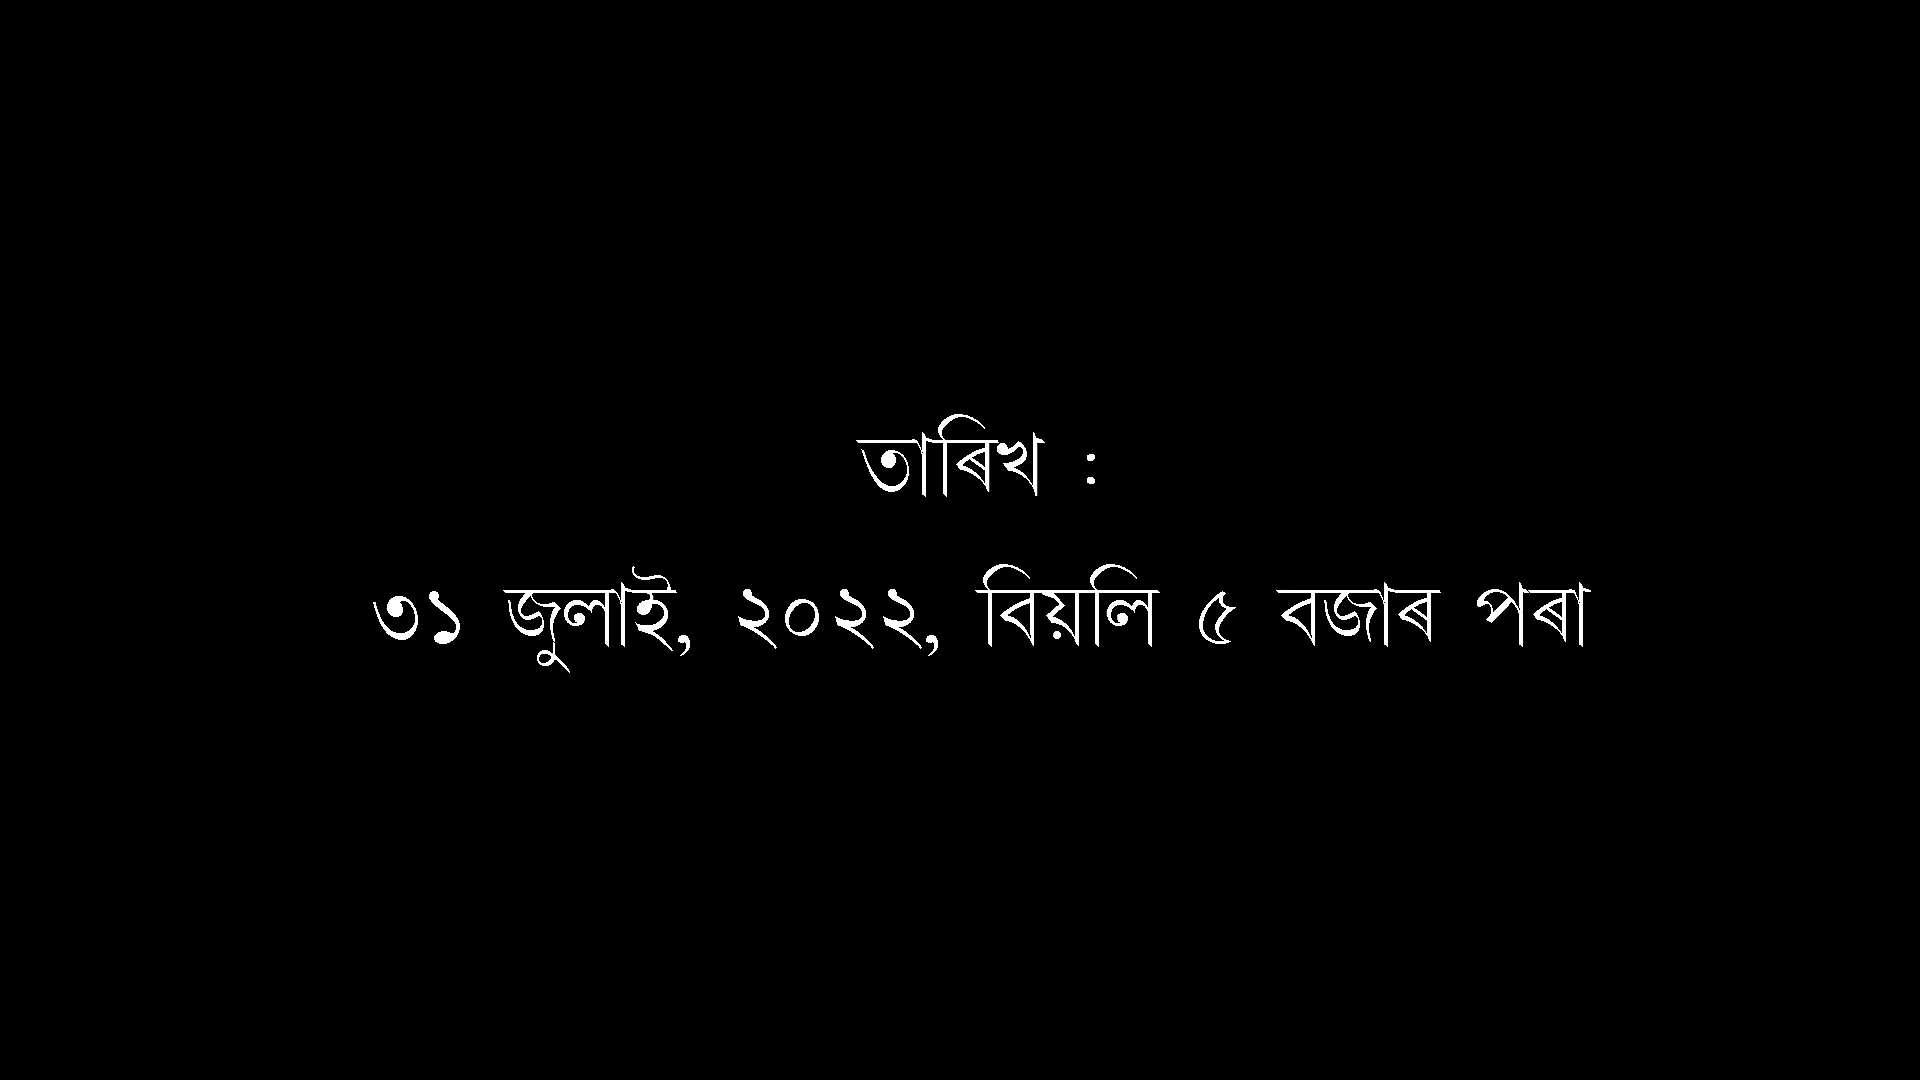 তাৰিখ :
৩১ জুলাই, ২০২২, বিয়লি ৫ বজাৰ পৰা